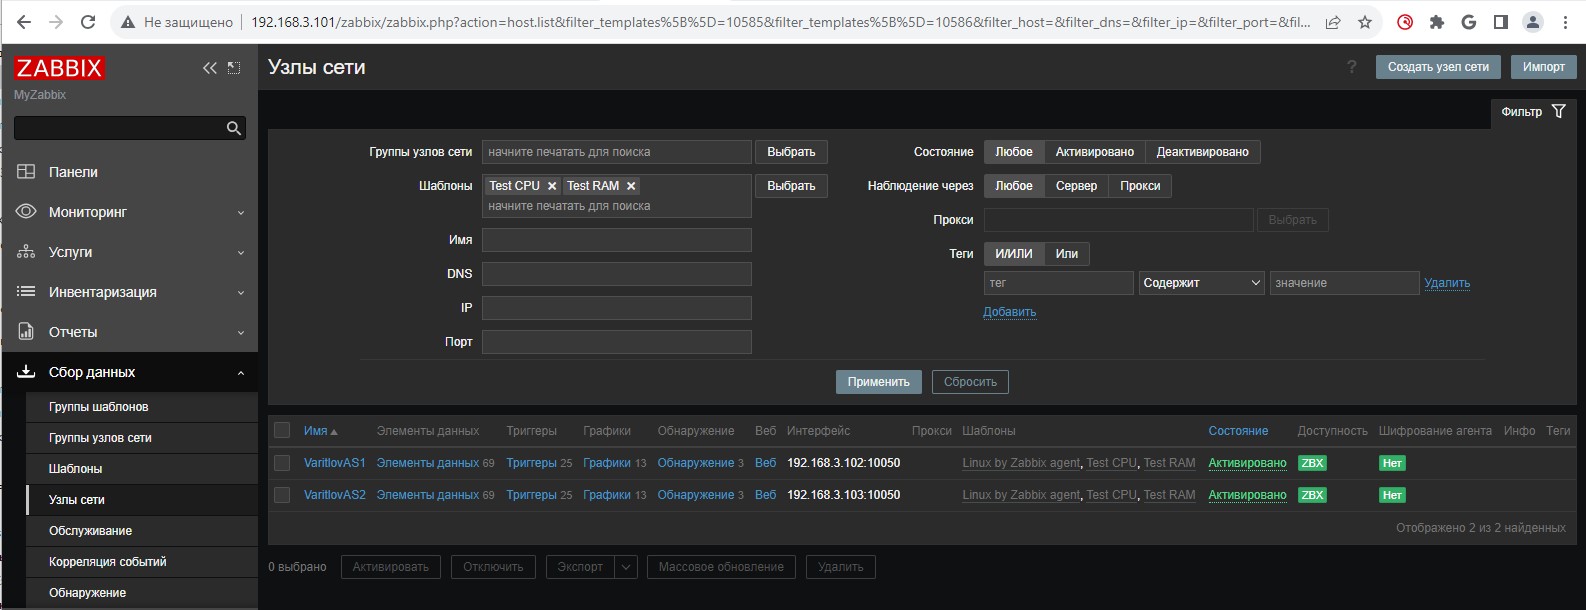 Не защищено 192.168.3.101/zabbix/zabbix.php?action=host.list&filter_templates%5B%5D=10585&filter_templates%5B%5D=10586&filter_host=&filter_dns=&filter_ip=&filter_port=&fil...
ZABBIX
MyZabbix
Панели
Мониторинг
Услуги
Инвентаризация
Отчеты
Сбор данных
Группы шаблонов
Группы узлов сети
Шаблоны
Узлы сети
Обслуживание
Корреляция событий
Обнаружение
Узлы сети
? Создать узел сети Импорт
Фильтр
Группы узлов сети начните печатать для поиска Выбрать
Шаблоны Test CPU Test RAM Выбрать
начните печатать для поиска
Имя
DNS
IP
Порт
Состояние Любое Активировано Деактивировано
Наблюдение через Любое Сервер Прокси
Прокси Выбрать
Теги И/ИЛИ Или
тег Содержит значение Удалить
Добавить
Применить Сбросить
Имя Элементы данных Триггеры Графики Обнаружение Веб Интерфейс Прокси Шаблоны Состояние Доступность Шифрование агента Инфо Теги
VaritlovAS1 Элементы данных 69 Триггеры 25 Графики 13 Обнаружение 3 Веб 192.168.3.102:10050 Linux by Zabbix agent, Test CPU, Test RAM Активировано ZBX Нет
VaritlovAS2 Элементы данных 69 Триггеры 25 Графики 13 Обнаружение 3 Веб 192.168.3.103:10050 Linux by Zabbix agent, Test CPU, Test RAM Активировано ZBX Нет
Отображено 2 из 2 найденных
0 выбрано Активировать Отключить Экспорт Массовое обновление Удалить